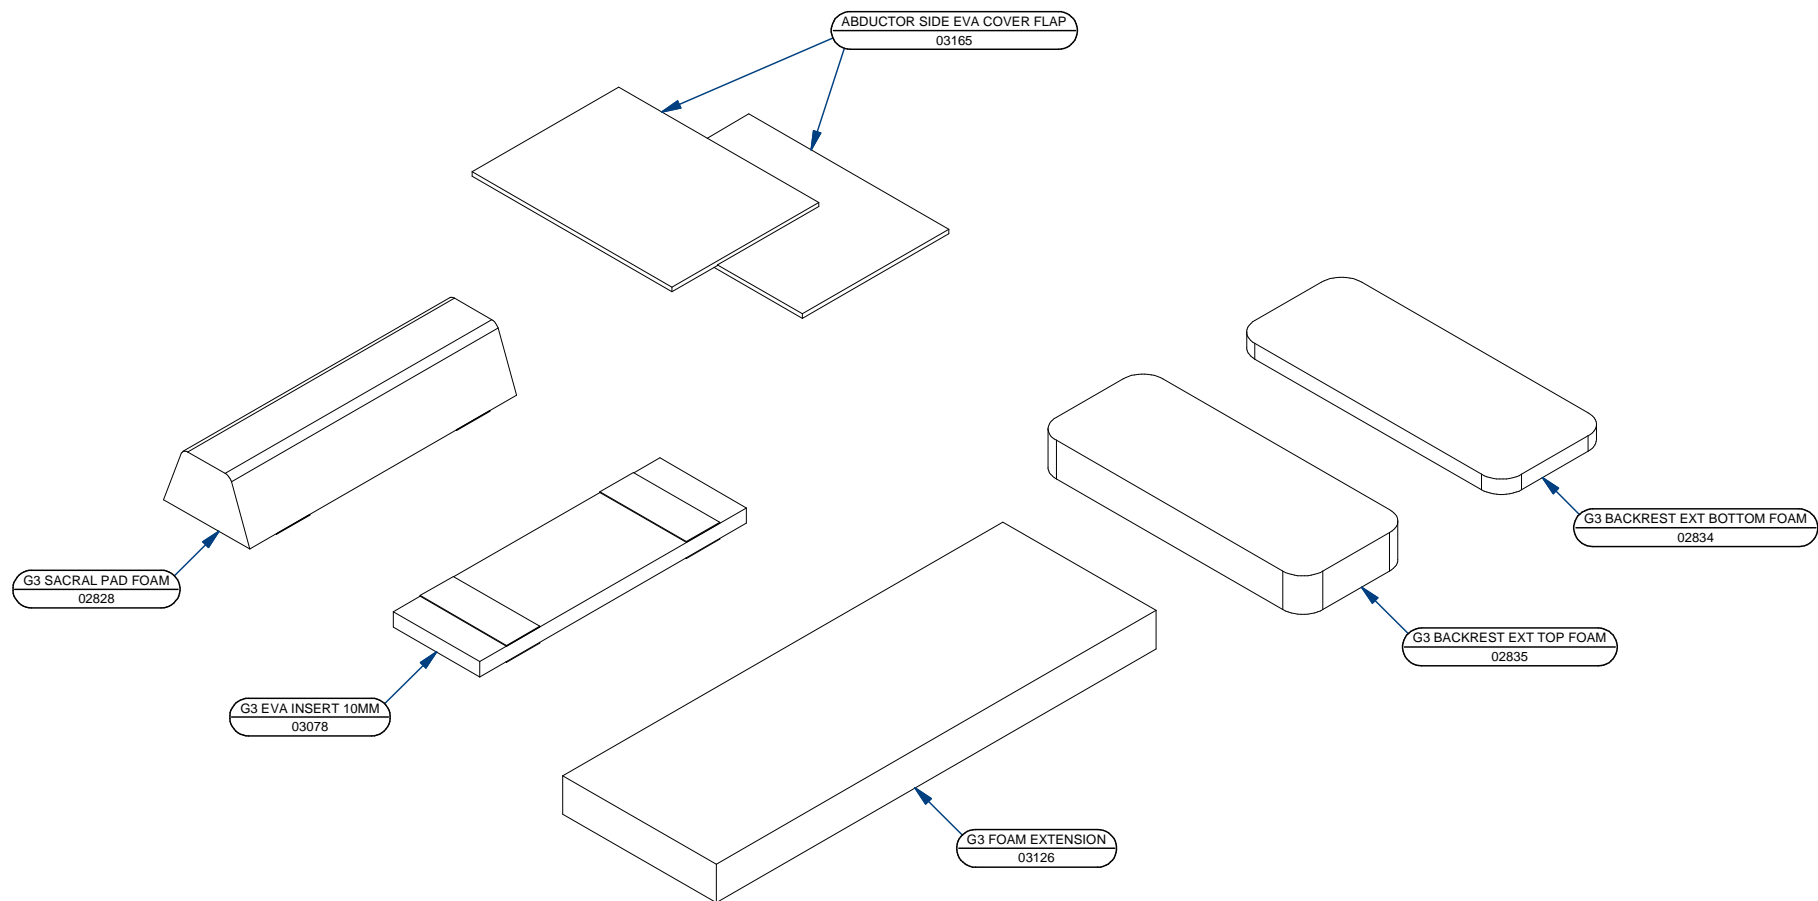 ABDUCTOR SIDE EVA COVER FLAP
03165
G3 BACKREST EXT BOTTOM FOAM
02834
G3 SACRAL PAD FOAM
02828
G3 BACKREST EXT TOP FOAM
02835
G3 EVA INSERT 10MM
03078
G3 FOAM EXTENSION
03126